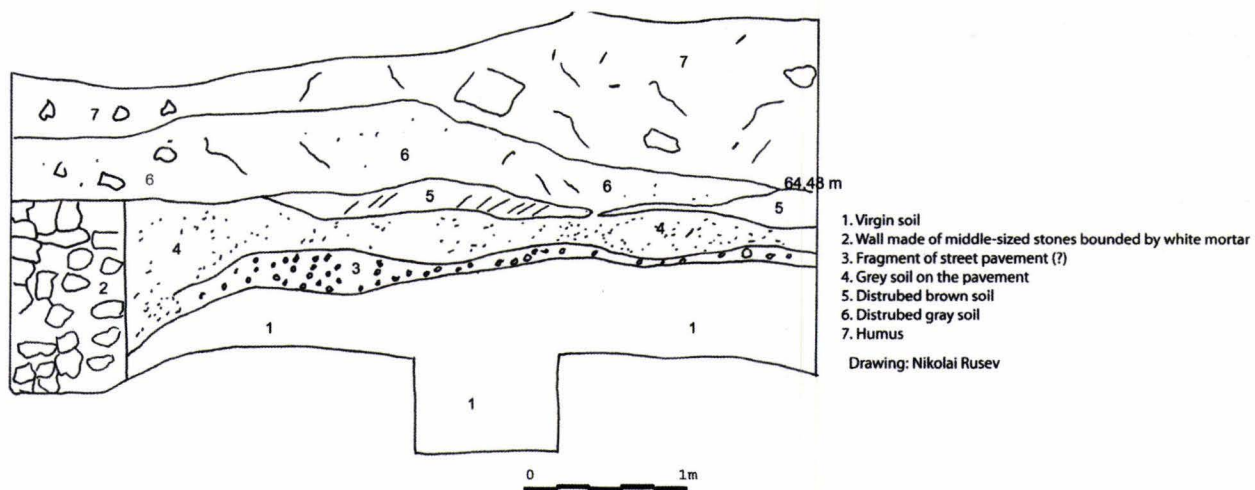 7
7
6
6
6
64.48 m
5
5
4
4
3
2
1
1
1
0 1m
1. Virgin soil
2. Wall made of middle-sized stones bounded by white mortar
3. Fragment of street pavement (?)
4. Grey soil on the pavement
5. Distrubed brown soil
6. Distrubed gray soil
7. Humus
Drawing: Nikolai Rusev